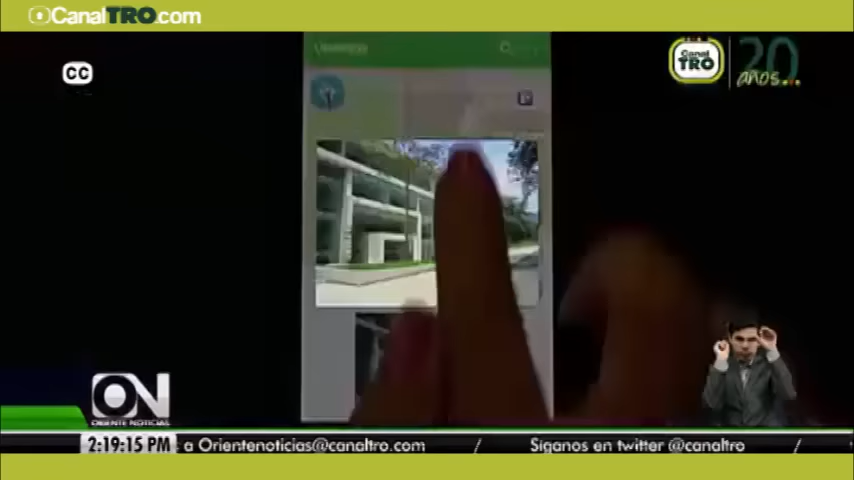 CanalTRO.com
CC
Canal
TRO
20
años...
ON
ORIENTE NOTICIAS
2:19:15 PM
a Orientenoticias@canaltro.com / Siganos en twitter @canaltro /